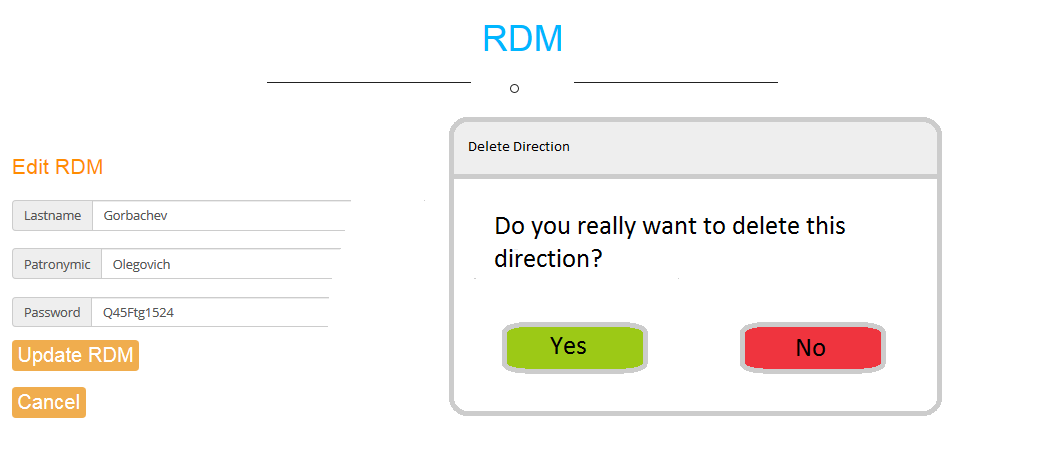 RDM
Edit RDM
Lastname Gorbachev
Patronymic Olegovich
Password Q45Ftg1524
Update RDM
Cancel
Delete Direction
Do you really want to delete this
direction?
Yes No